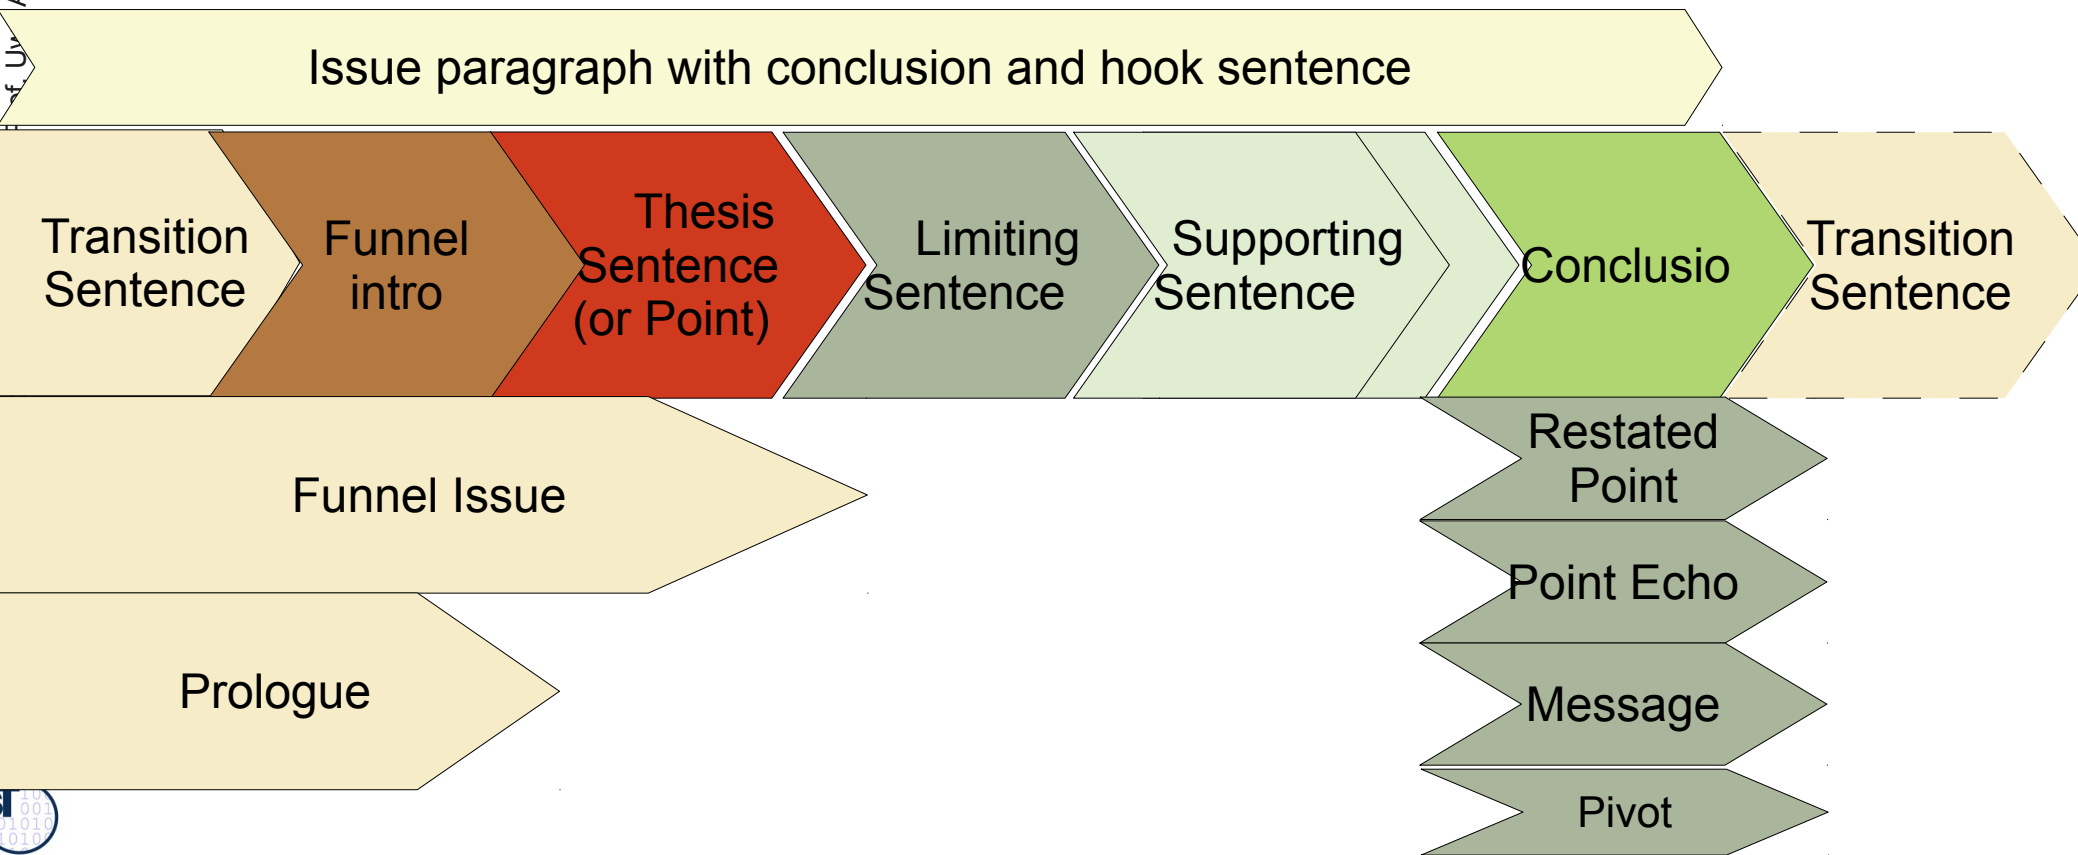 Issue paragraph with conclusion and hook sentence
Transition
Sentence
Funnel
intro
Thesis
Sentence
(or Point)
Limiting
Sentence
Supporting
Sentence
Conclusio
Transition
Sentence
Funnel Issue
Restated
Point
Point Echo
Prologue
Message
Pivot